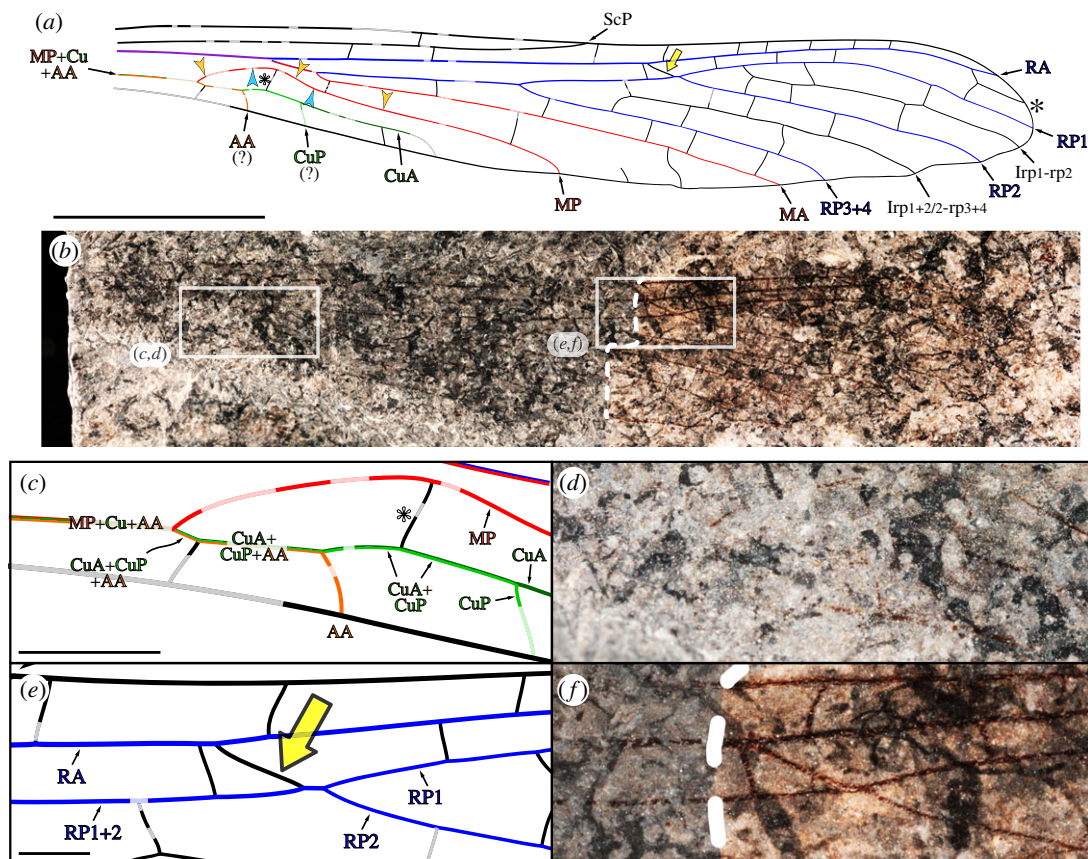 (a)
ScP
MP+Cu
+AA
*
RA
*
RP1
Irp1-rp2
RP2
Irp1+2/2-rp3+4
RP3+4
MA
MP
CuA
CuP
(?)
AA
(?)
(b)
(c,d)
(e,f)
(c)
MP+Cu+AA
CuA+CuP
+AA
CuA+
CuP+AA
*
MP
CuA+
CuP
CuA
CuP
AA
(d)
(e)
RA
RP1+2
RP1
RP2
(f)